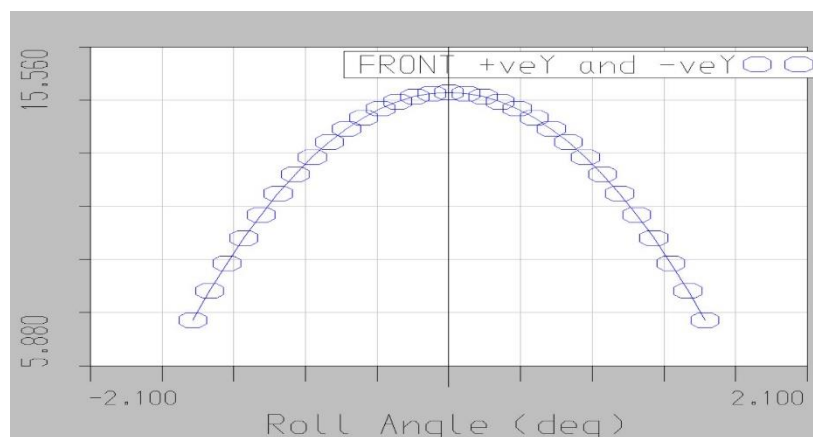 15.560
FRONT +veY and -veY
5.880
-2.100
2.100
Roll Angle (deg)